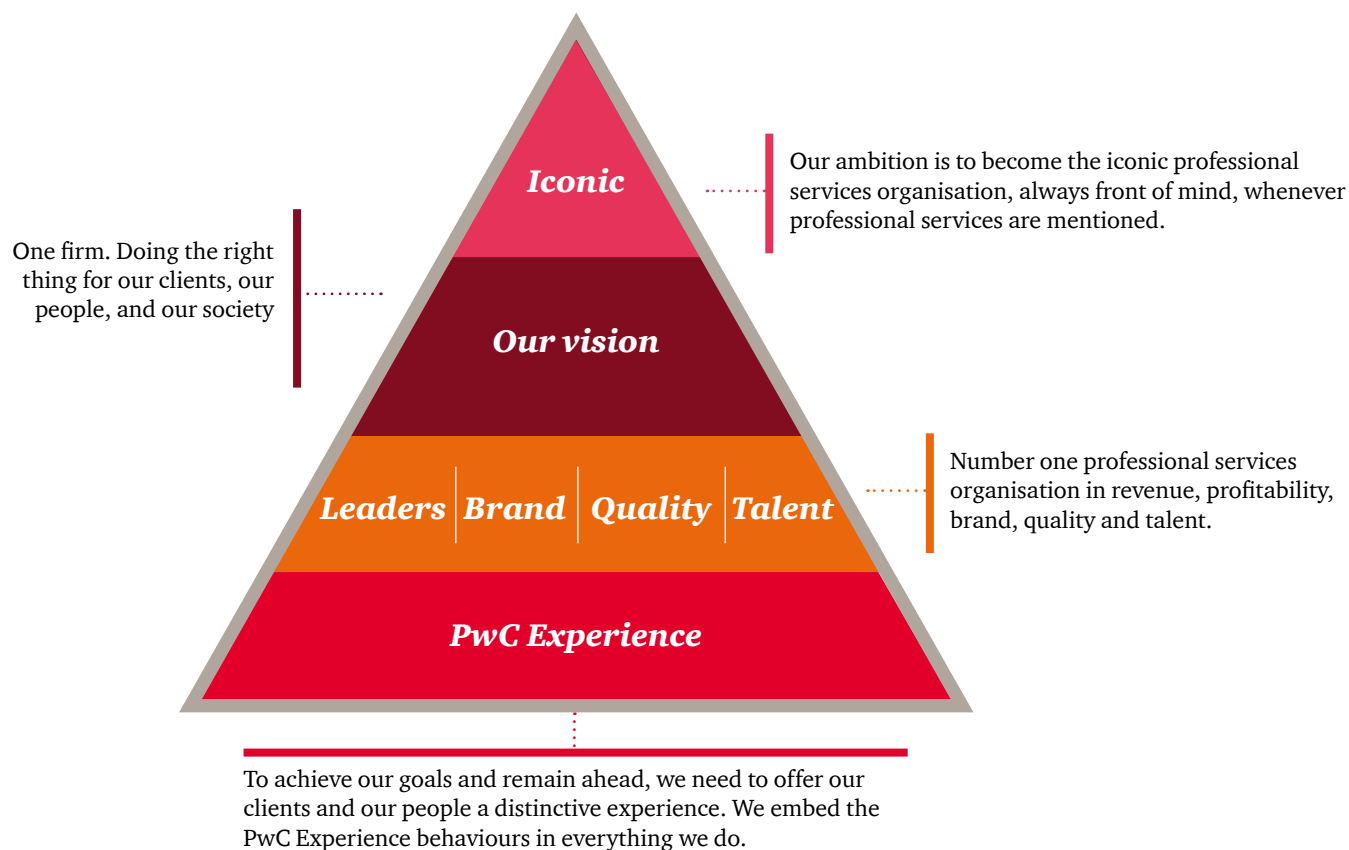 Iconic
Our ambition is to become the iconic professional
services organisation, always front of mind, whenever
professional services are mentioned.
One firm. Doing the right
thing for our clients, our
people, and our society
Our vision
Leaders Brand Quality Talent
Number one professional services
organisation in revenue, profitability,
brand, quality and talent.
PwC Experience
To achieve our goals and remain ahead, we need to offer our
clients and our people a distinctive experience. We embed the
PwC Experience behaviours in everything we do.